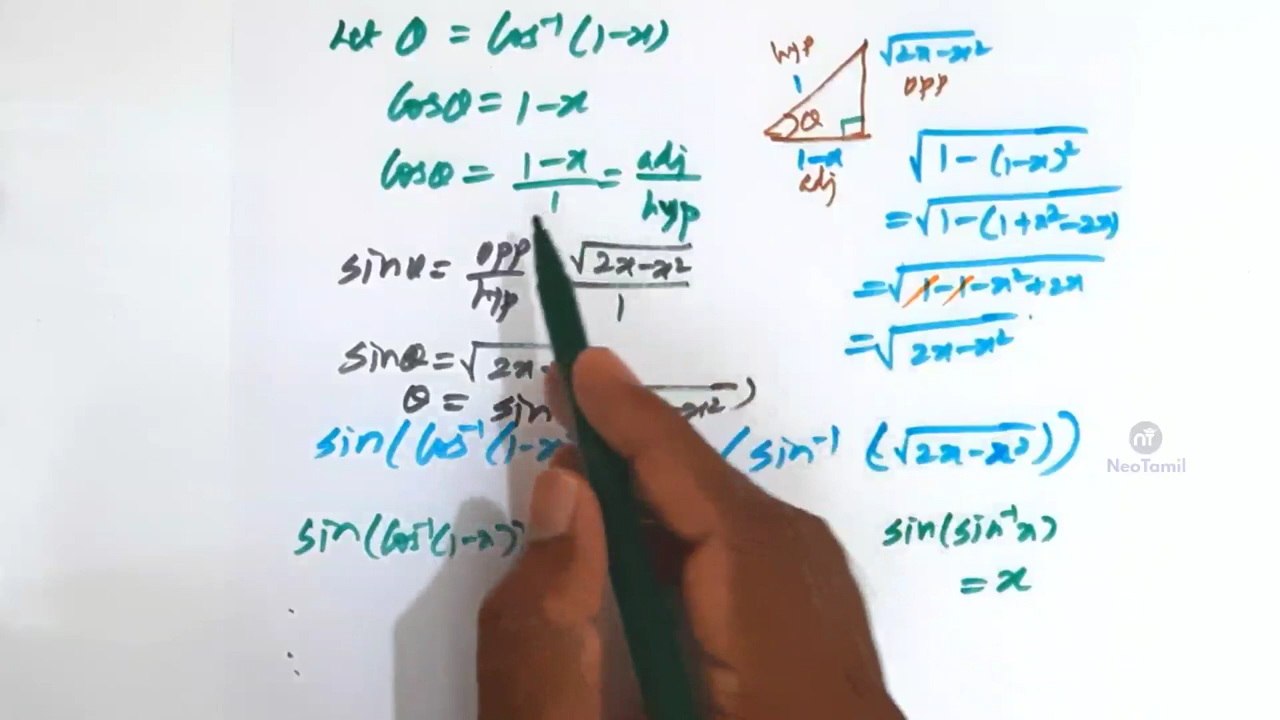 Let θ = Cos⁻¹(1-x)
Cosθ = 1-x
Cosθ = 1-x/1 = adj/hyp
sinθ = opp/hyp √2x-x²/1
sinθ = √2x-
θ = sin x²)
sin(Cos⁻¹(1-x (sin⁻¹ (√2x-x²))
sin(Cos⁻¹(1-x)
hyp
1
θ
√2x-x²
opp
1-x
adj
√1-(1-x)²
=√1-(1+x²-2x)
=√1-1-x²+2x
=√2x-x²
NeoTamil
sin(sin⁻¹x)
= x